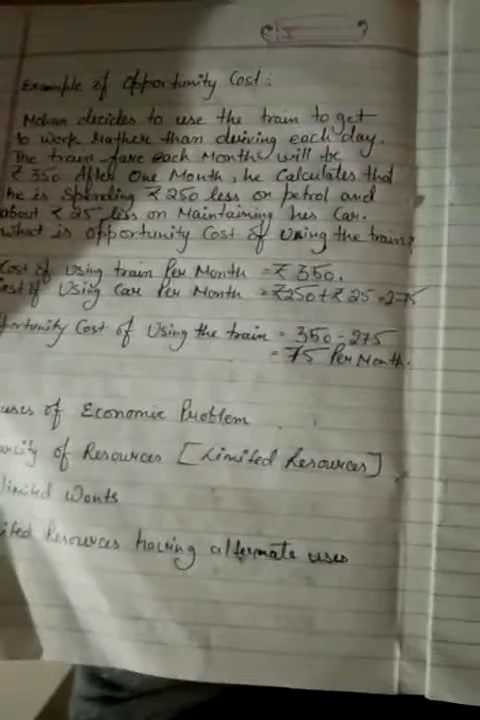 Example of Opportunity Cost:
Mohan decides to use the train to get
to work rather than driving each day.
The train fare each Month will be
₹ 350 After One Month, he Calculates that
he is spending ₹ 250 less on petrol and
about ₹ 25 less on Maintaining his Car.
What is opportunity Cost of using the train?
Cost of using train Per Month = ₹ 350.
Cost of Using Car Per Month = ₹250 + ₹ 25 = 275
portunity Cost of Using the train = 350 - 275
= 75 Per Month.
uses of Economic Problem
arcity of Resources [Limited Resources]
limited Wants
ited Resources having alternate uses